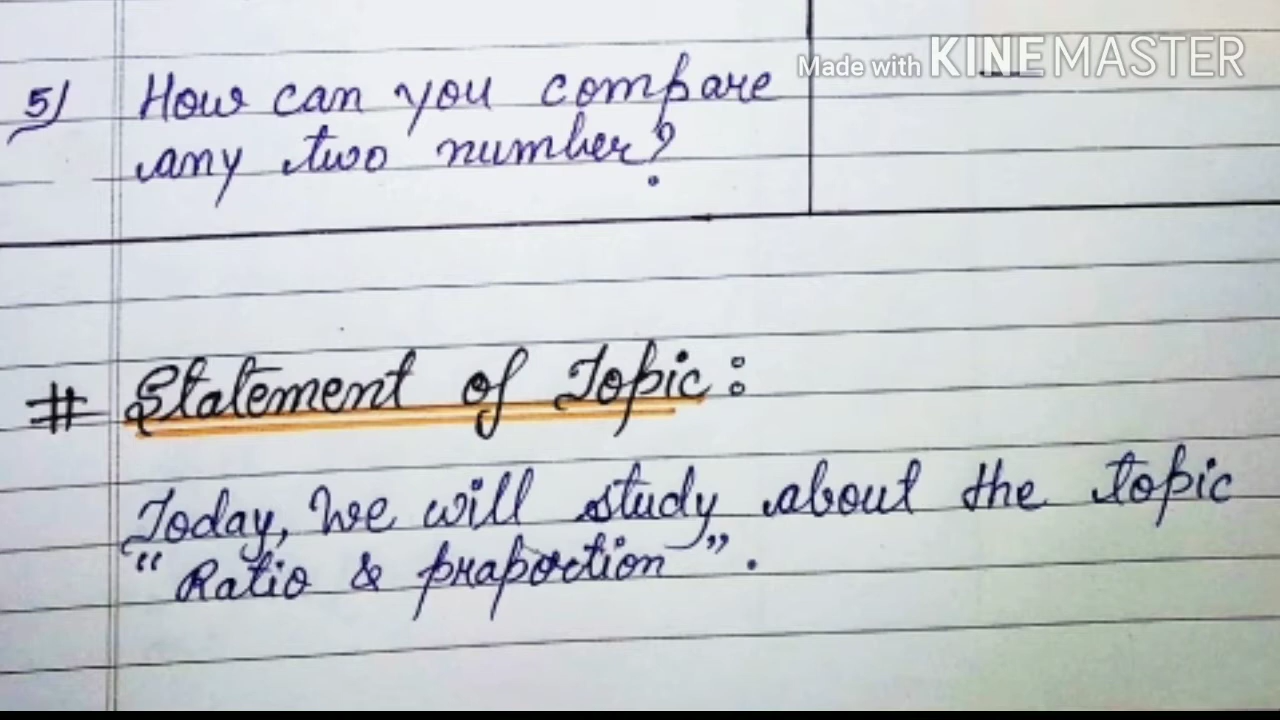 Made with KINEMASTER
5) How can you compare —
any two number?
# Statement of Topic:
Today, We will study about the topic
"Ratio & praportion".